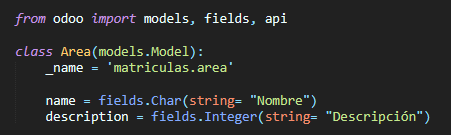 from odoo import models, fields, api
class Area(models.Model):
_name = 'matriculas.area'
name = fields.Char(string= "Nombre")
description = fields.Integer(string= "Descripción")